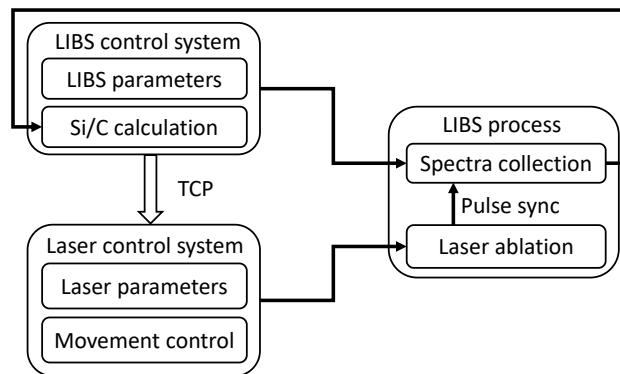 LIBS control system
LIBS parameters
Si/C calculation
TCP
Laser control system
Laser parameters
Movement control
LIBS process
Spectra collection
Pulse sync
Laser ablation